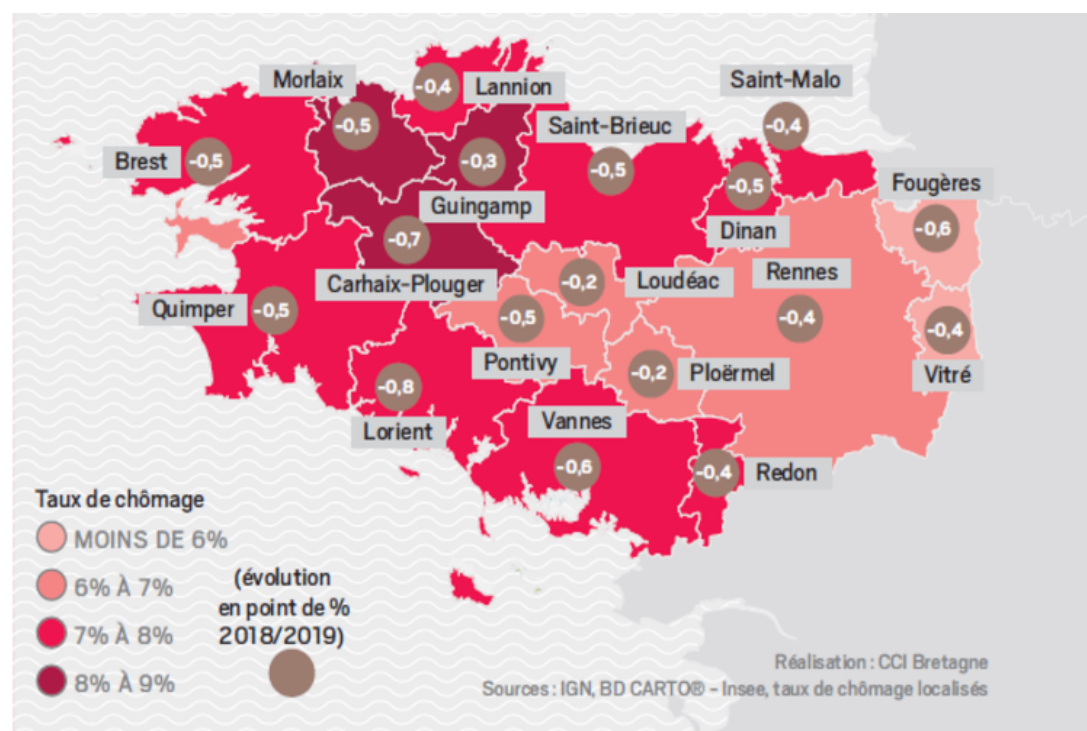 Morlaix
-0,4
Lannion
Saint-Malo
-0,5
Saint-Brieuc
-0,4
Brest
-0,5
-0,3
-0,5
-0,5
Fougères
Guingamp
Dinan
-0,6
-0,7
Carhaix-Plouger
-0,2
Loudéac
Rennes
Quimper
-0,5
-0,5
-0,4
-0,4
Pontivy
-0,2
Ploërmel
Vitré
-0,8
Lorient
Vannes
-0,6
-0,4
Redon
Taux de chômage
MOINS DE 6%
6% À 7%
7% À 8%
8% À 9%
(évolution
en point de %
2018/2019)
Réalisation : CCI Bretagne
Sources : IGN, BD CARTO® – Insee, taux de chômage localisés